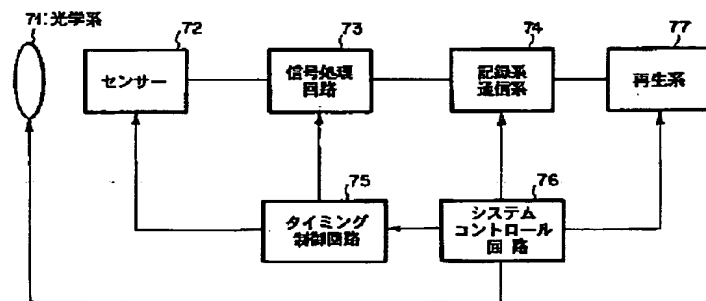 71:光学系
72
センサー
73
信号処理
回路
74
記録系
通信系
77
再生系
75
タイミング
制御回路
76
システム
コントロール
回路